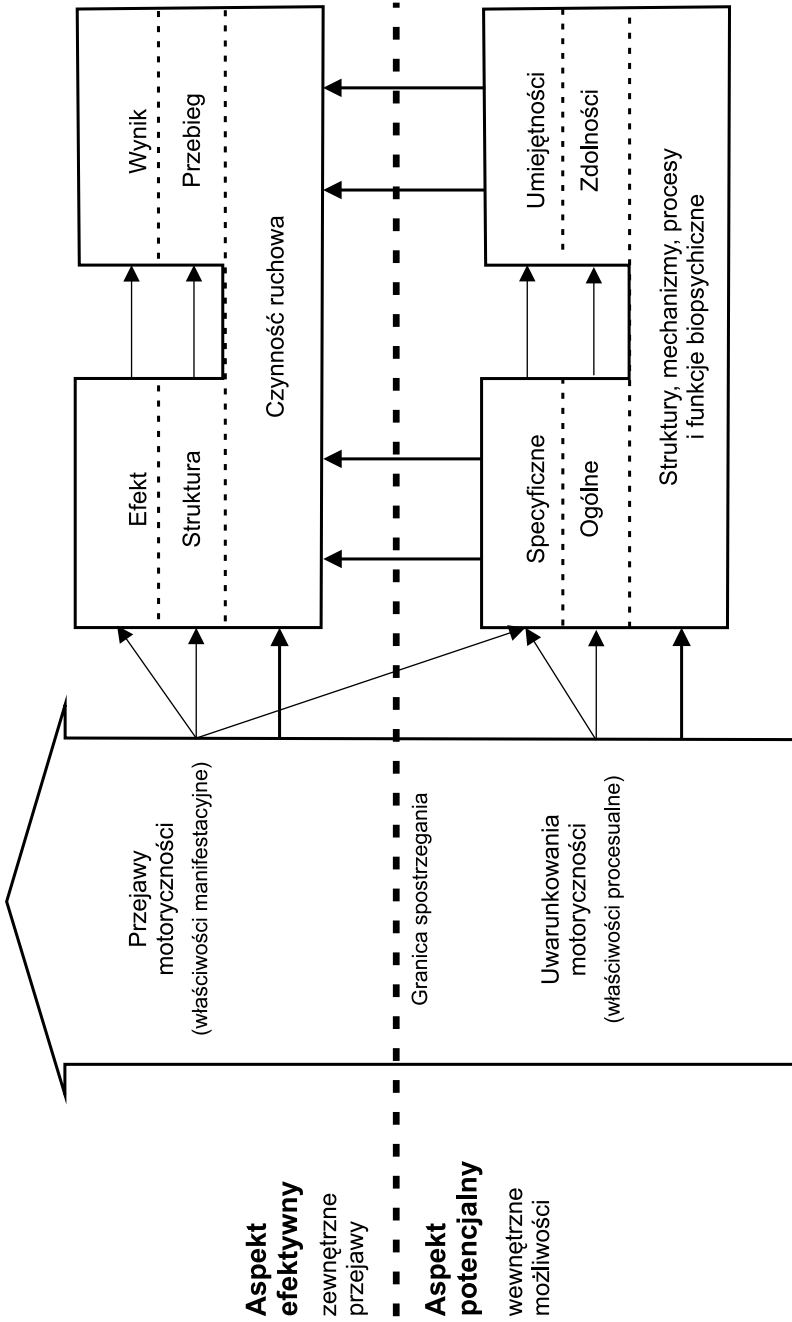 Aspekt
efektywny
zewnętrzne
przejawy
Przejawy
motoryczności
(właściwości manifestacyjne)
Efekt
Struktura
Wynik
Przebieg
Czynność ruchowa
Granica spostrzegania
Aspekt
potencjalny
wewnętrzne
możliwości
Uwarunkowania
motoryczności
(właściwości procesualne)
Specyficzne
Ogólne
Umiejętności
Zdolności
Struktury, mechanizmy, procesy
i funkcje biopsychiczne